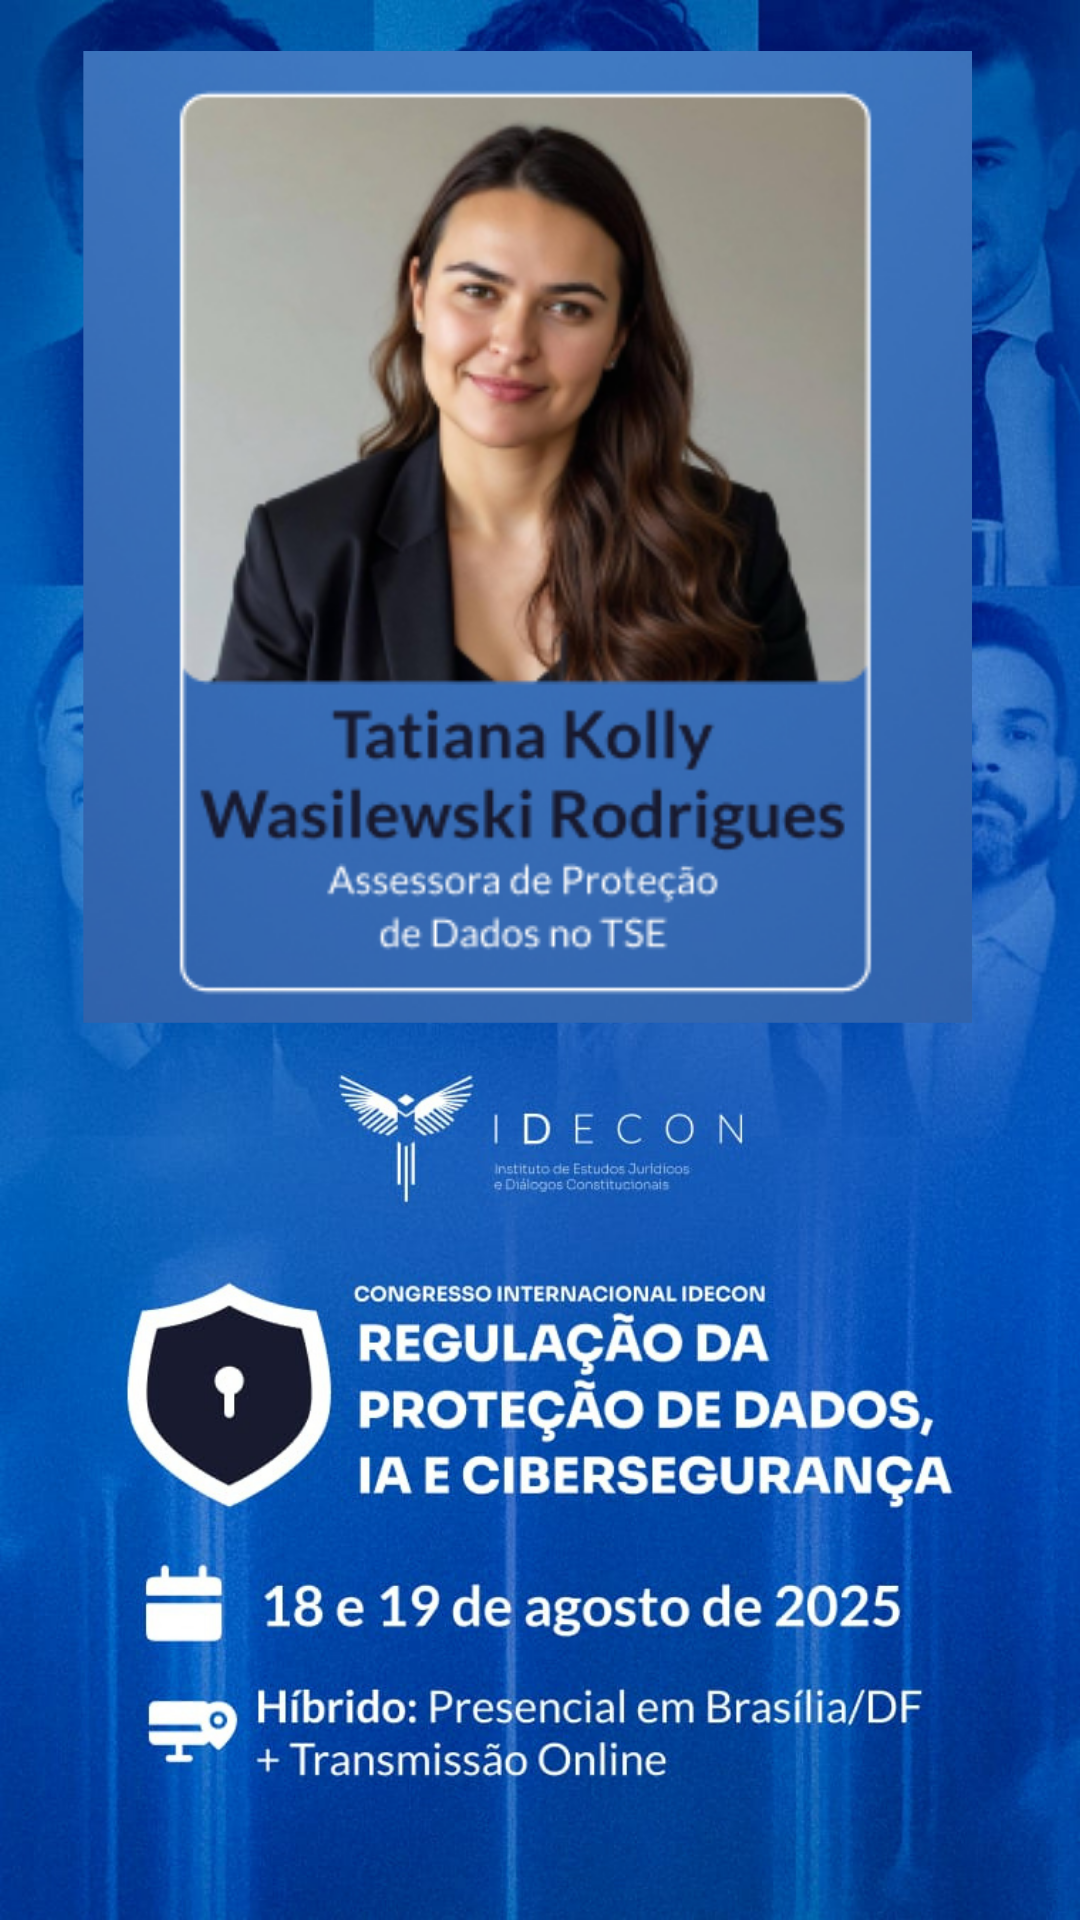 Tatiana Kolly
Wasilewski Rodrigues
Assessora de Proteção
de Dados no TSE
IDECON
Instituto de Estudos Jurídicos
e Diálogos Constitucionais
CONGRESSO INTERNACIONAL IDECON
REGULAÇÃO DA
PROTEÇÃO DE DADOS,
IA E CIBERSEGURANÇA
18 e 19 de agosto de 2025
Híbrido: Presencial em Brasília/DF
+ Transmissão Online